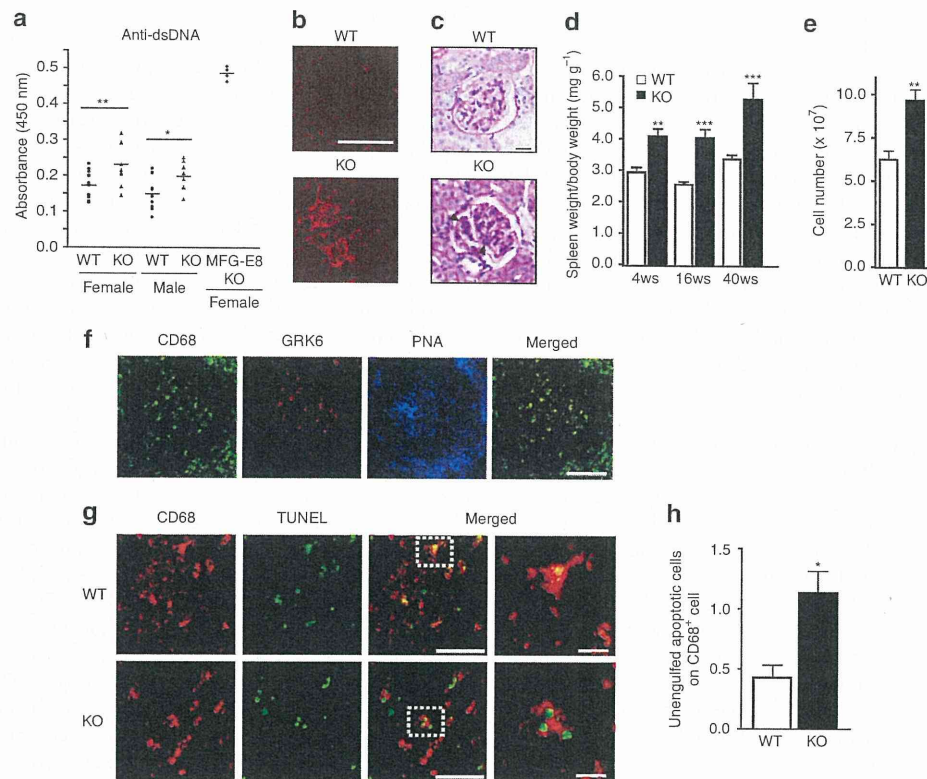 a
Anti-dsDNA
Absorbance (450 nm)
0.5
0.4
0.3
0.2
0.1
0.0
**
*
WT KO WT KO MFG-E8
KO
Female Male Female
b
WT
KO
c
WT
KO
d
Spleen weight/body weight (mg g⁻¹)
6.0
5.0
4.0
3.0
2.0
1.0
0.0
WT
KO
**
***
***
4ws 16ws 40ws
e
Cell number (x 10⁷)
10.0
5.0
0.0
**
WT KO
f
CD68 GRK6 PNA Merged
g
CD68 TUNEL Merged
WT
KO
h
Unengulfed apoptotic cells
on CD68⁺ cell
1.5
1.0
0.5
0.0
*
WT KO